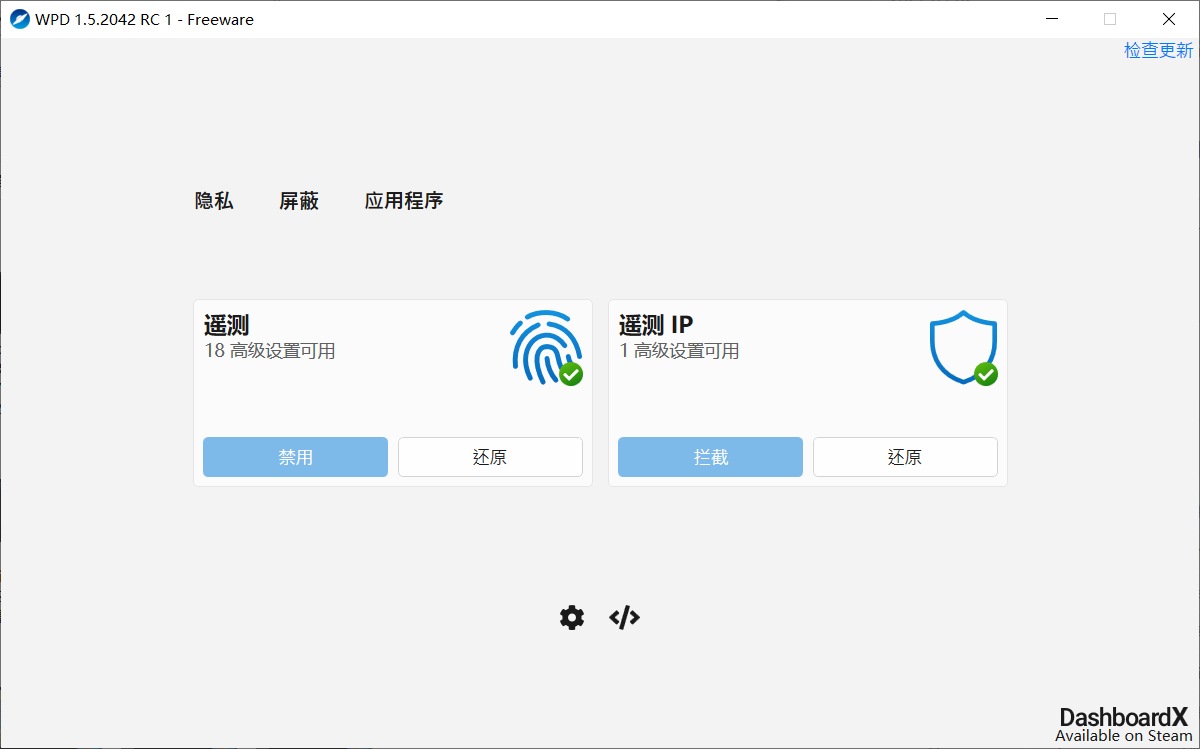 WPD 1.5.2042 RC 1 - Freeware
检查更新
隐私 屏蔽 应用程序
遥测
18 高级设置可用
禁用 还原
遥测 IP
1 高级设置可用
拦截 还原
DashboardX
Available on Steam